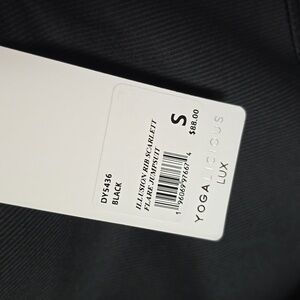 DY5436
BLACK
ILLUSION RIB SCARLETT
FLARE JUMPSUIT
S
$88.00
YOGALICIOUS
LUX